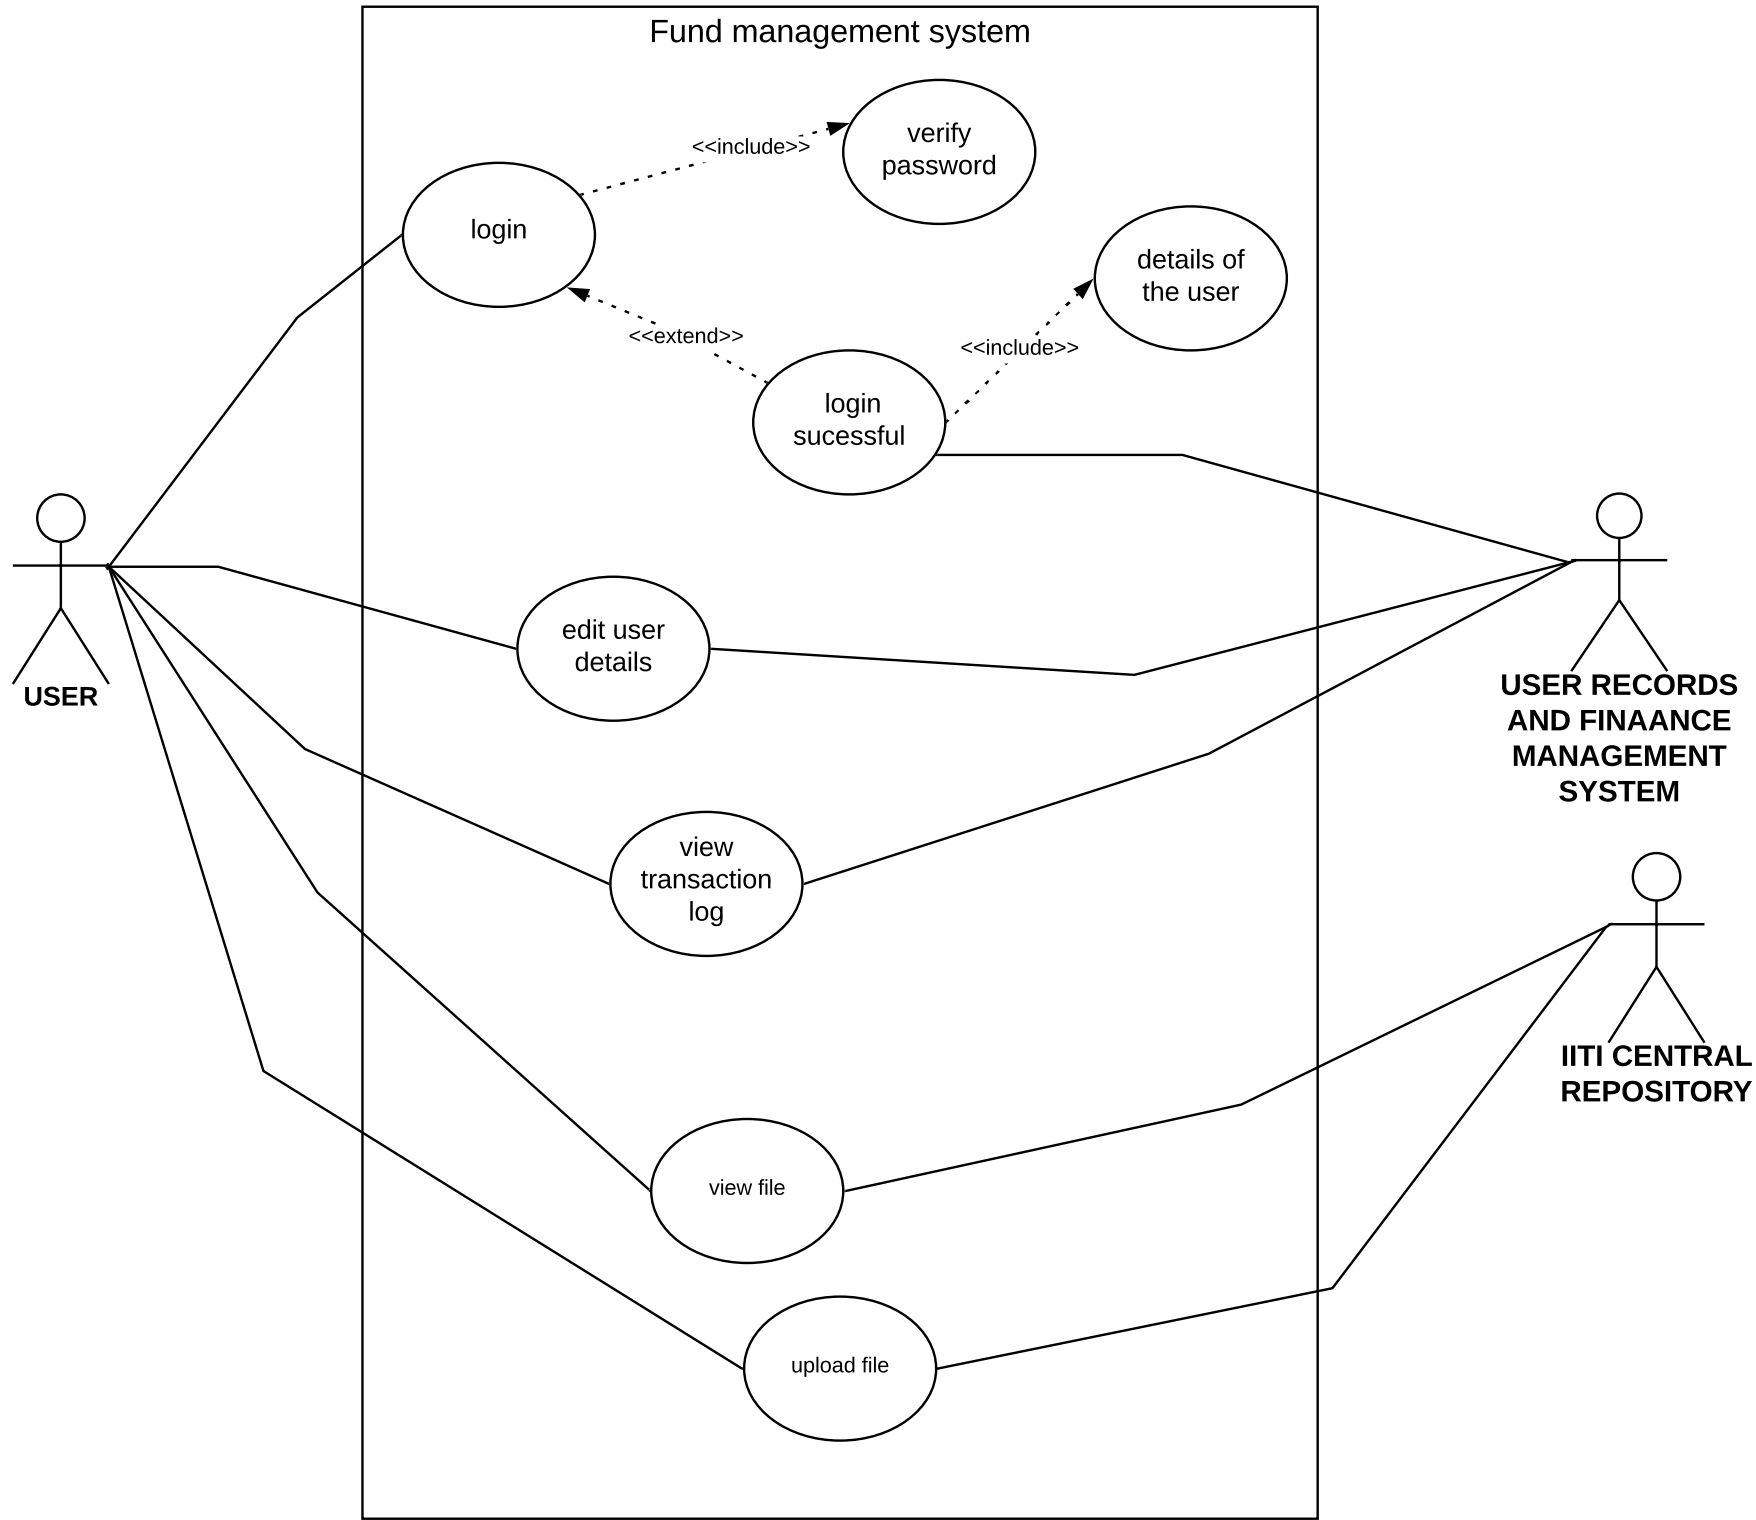 Fund management system
verify
password
<<include>>
login
details of
the user
<<extend>>
<<include>>
login
sucessful
edit user
details
USER
USER RECORDS
AND FINAANCE
MANAGEMENT
SYSTEM
view
transaction
log
IITI CENTRAL
REPOSITORY
view file
upload file